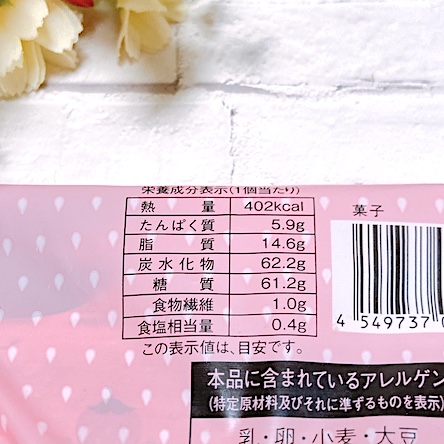 栄養成分表示(1個当たり)
熱量 402kcal
たんぱく質 5.9g
脂質 14.6g
炭水化物 62.2g
糖質 61.2g
食物繊維 1.0g
食塩相当量 0.4g
この表示値は、目安です。
菓子
4 549737 0
本品に含まれているアレルゲン
(特定原材料及びそれに準ずるものを表示)
乳・卵・小麦・大豆